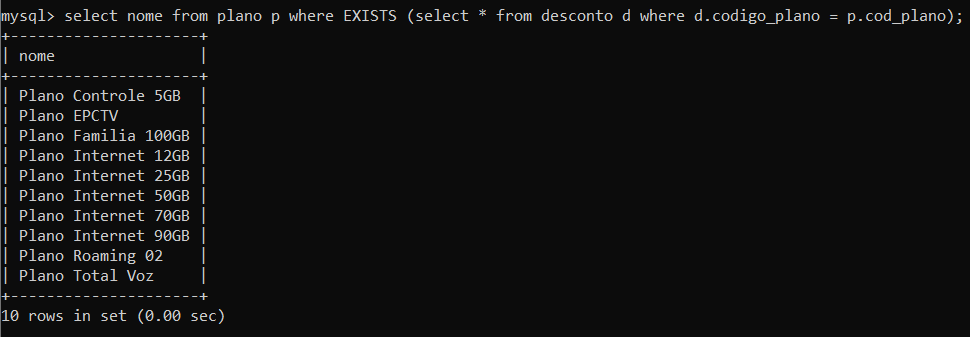 mysql> select nome from plano p where EXISTS (select * from desconto d where d.codigo_plano = p.cod_plano);
+---------------------+
| nome                |
+---------------------+
| Plano Controle 5GB  |
| Plano EPCTV         |
| Plano Familia 100GB |
| Plano Internet 12GB |
| Plano Internet 25GB |
| Plano Internet 50GB |
| Plano Internet 70GB |
| Plano Internet 90GB |
| Plano Roaming 02    |
| Plano Total Voz     |
+---------------------+
10 rows in set (0.00 sec)